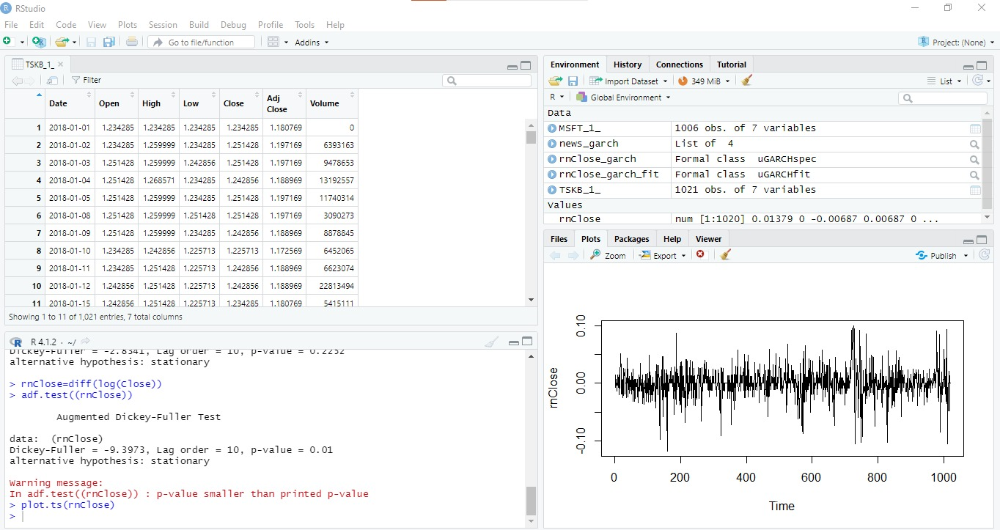 RStudio
File Edit Code View Plots Session Build Debug Profile Tools Help
Go to file/function Addins Project: (None)
TSKB_1_
Filter
Date Open High Low Close Adj Close Volume
1 2018-01-01 1.234285 1.234285 1.234285 1.234285 1.180769 0
2 2018-01-02 1.234285 1.259999 1.234285 1.251428 1.197169 6393163
3 2018-01-03 1.251428 1.259999 1.242856 1.251428 1.197169 9478653
4 2018-01-04 1.251428 1.268571 1.234285 1.242856 1.188969 13192557
5 2018-01-05 1.251428 1.259999 1.234285 1.251428 1.197169 11740314
6 2018-01-08 1.251428 1.259999 1.251428 1.251428 1.197169 3090273
7 2018-01-09 1.251428 1.259999 1.234285 1.242856 1.188969 8878845
8 2018-01-10 1.234285 1.242856 1.225713 1.225713 1.172569 6452065
9 2018-01-11 1.234285 1.251428 1.225713 1.242856 1.188969 6623074
10 2018-01-12 1.242856 1.251428 1.225713 1.242856 1.188969 22813494
11 2018-01-15 1.242856 1.251428 1.225713 1.234285 1.180769 5415111
Showing 1 to 11 of 1,021 entries, 7 total columns
R 4.1.2 · ~/
Dickey-Fuller = -2.8341, Lag order = 10, p-value = 0.2252
alternative hypothesis: stationary
> rnClose=diff(log(Close))
> adf.test((rnClose))
Augmented Dickey-Fuller Test
data: (rnClose)
Dickey-Fuller = -9.3973, Lag order = 10, p-value = 0.01
alternative hypothesis: stationary
Warning message:
In adf.test((rnClose)) : p-value smaller than printed p-value
> plot.ts(rnClose)
>
Environment History Connections Tutorial
Import Dataset 349 MiB List
R Global Environment
Data
MSFT_1_ 1006 obs. of 7 variables
news_garch List of 4
rnClose_garch Formal class uGARCHspec
rnClose_garch_fit Formal class uGARCHfit
TSKB_1_ 1021 obs. of 7 variables
Values
rnClose num [1:1020] 0.01379 0 -0.00687 0.00687 0 ...
Files Plots Packages Help Viewer
Zoom Export Publish
rnClose
0.10
0.00
-0.10
0 200 400 600 800 1000
Time